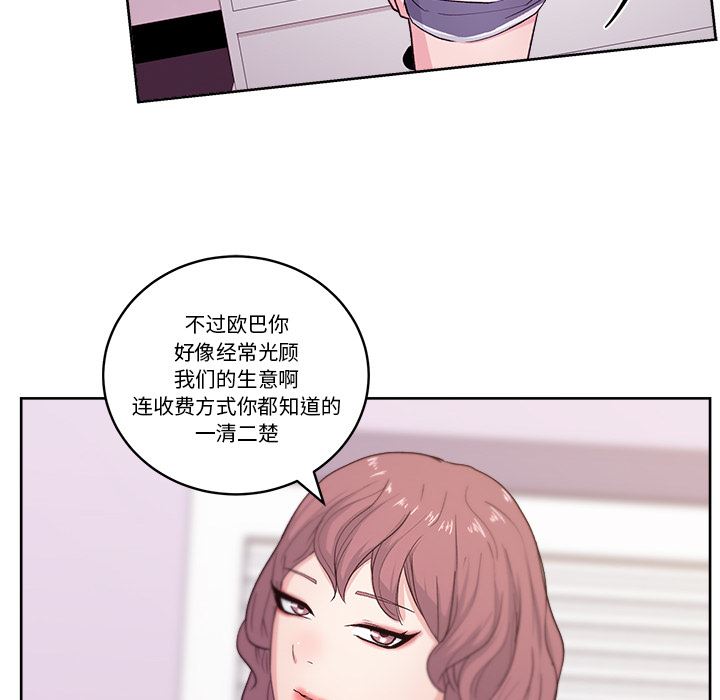 不过欧巴你
好像经常光顾
我们的生意啊
连收费方式你都知道的
一清二楚